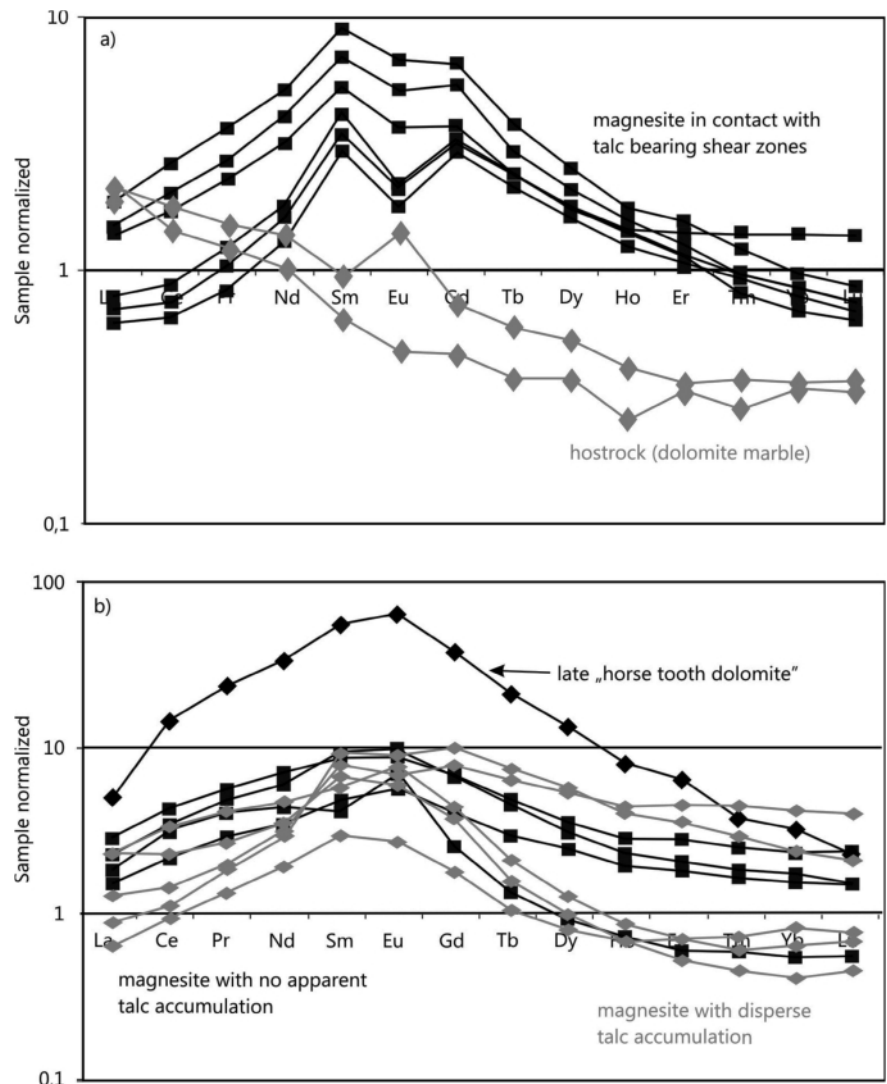 10
a)
magnesite in contact with
talc bearing shear zones
Sample normalized
1
Nd
Sm
Eu
Gd
Tb
Dy
Ho
Er
hostrock (dolomite marble)
0,1
100
b)
late „horse tooth dolomite"
Sample normalized
10
1
La
Ce
Pr
Nd
Sm
Eu
Gd
Tb
Dy
Tm
Yb
magnesite with no apparent
talc accumulation
magnesite with disperse
talc accumulation
0,1